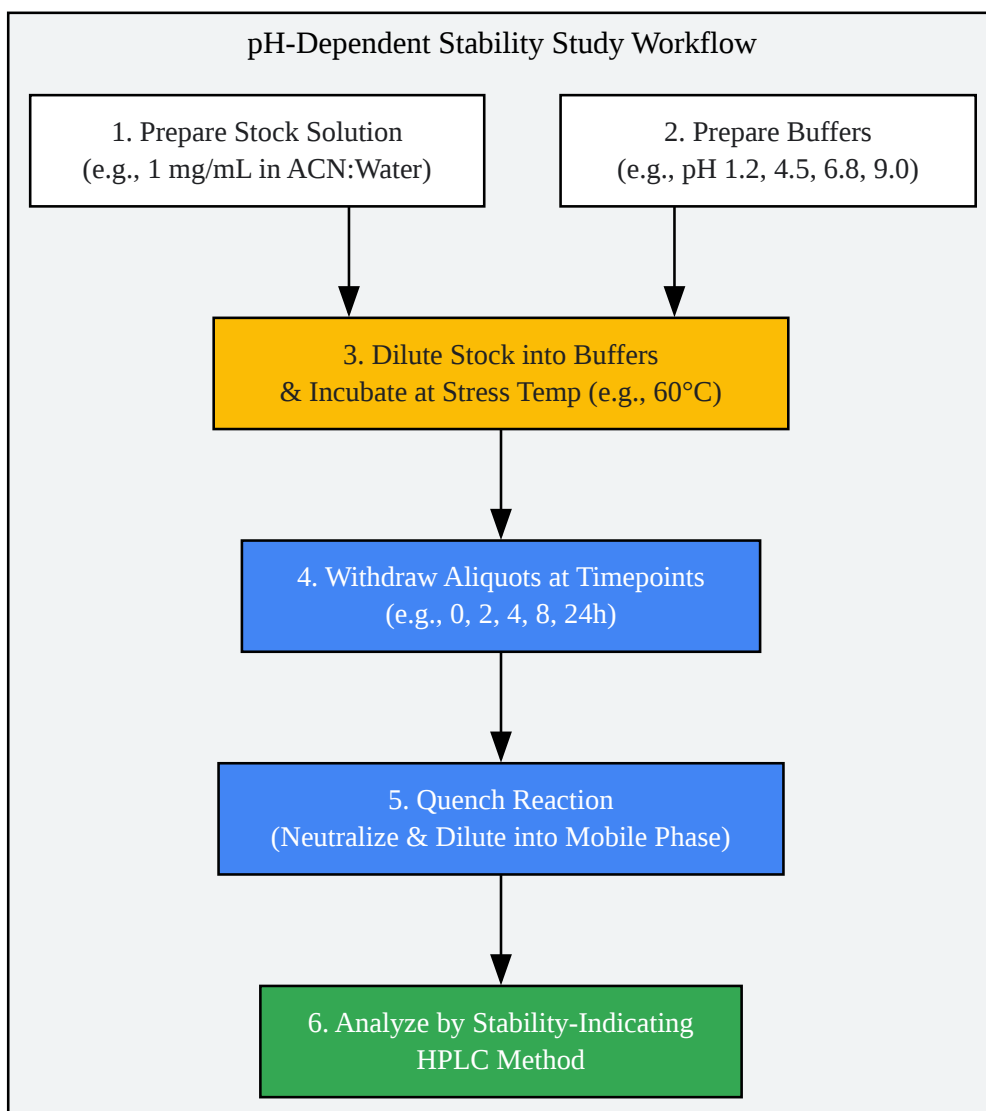 pH-Dependent Stability Study Workflow
1. Prepare Stock Solution
(e.g., 1 mg/mL in ACN:Water)
2. Prepare Buffers
(e.g., pH 1.2, 4.5, 6.8, 9.0)
3. Dilute Stock into Buffers
& Incubate at Stress Temp (e.g., 60°C)
4. Withdraw Aliquots at Timepoints
(e.g., 0, 2, 4, 8, 24h)
5. Quench Reaction
(Neutralize & Dilute into Mobile Phase)
6. Analyze by Stability-Indicating
HPLC Method